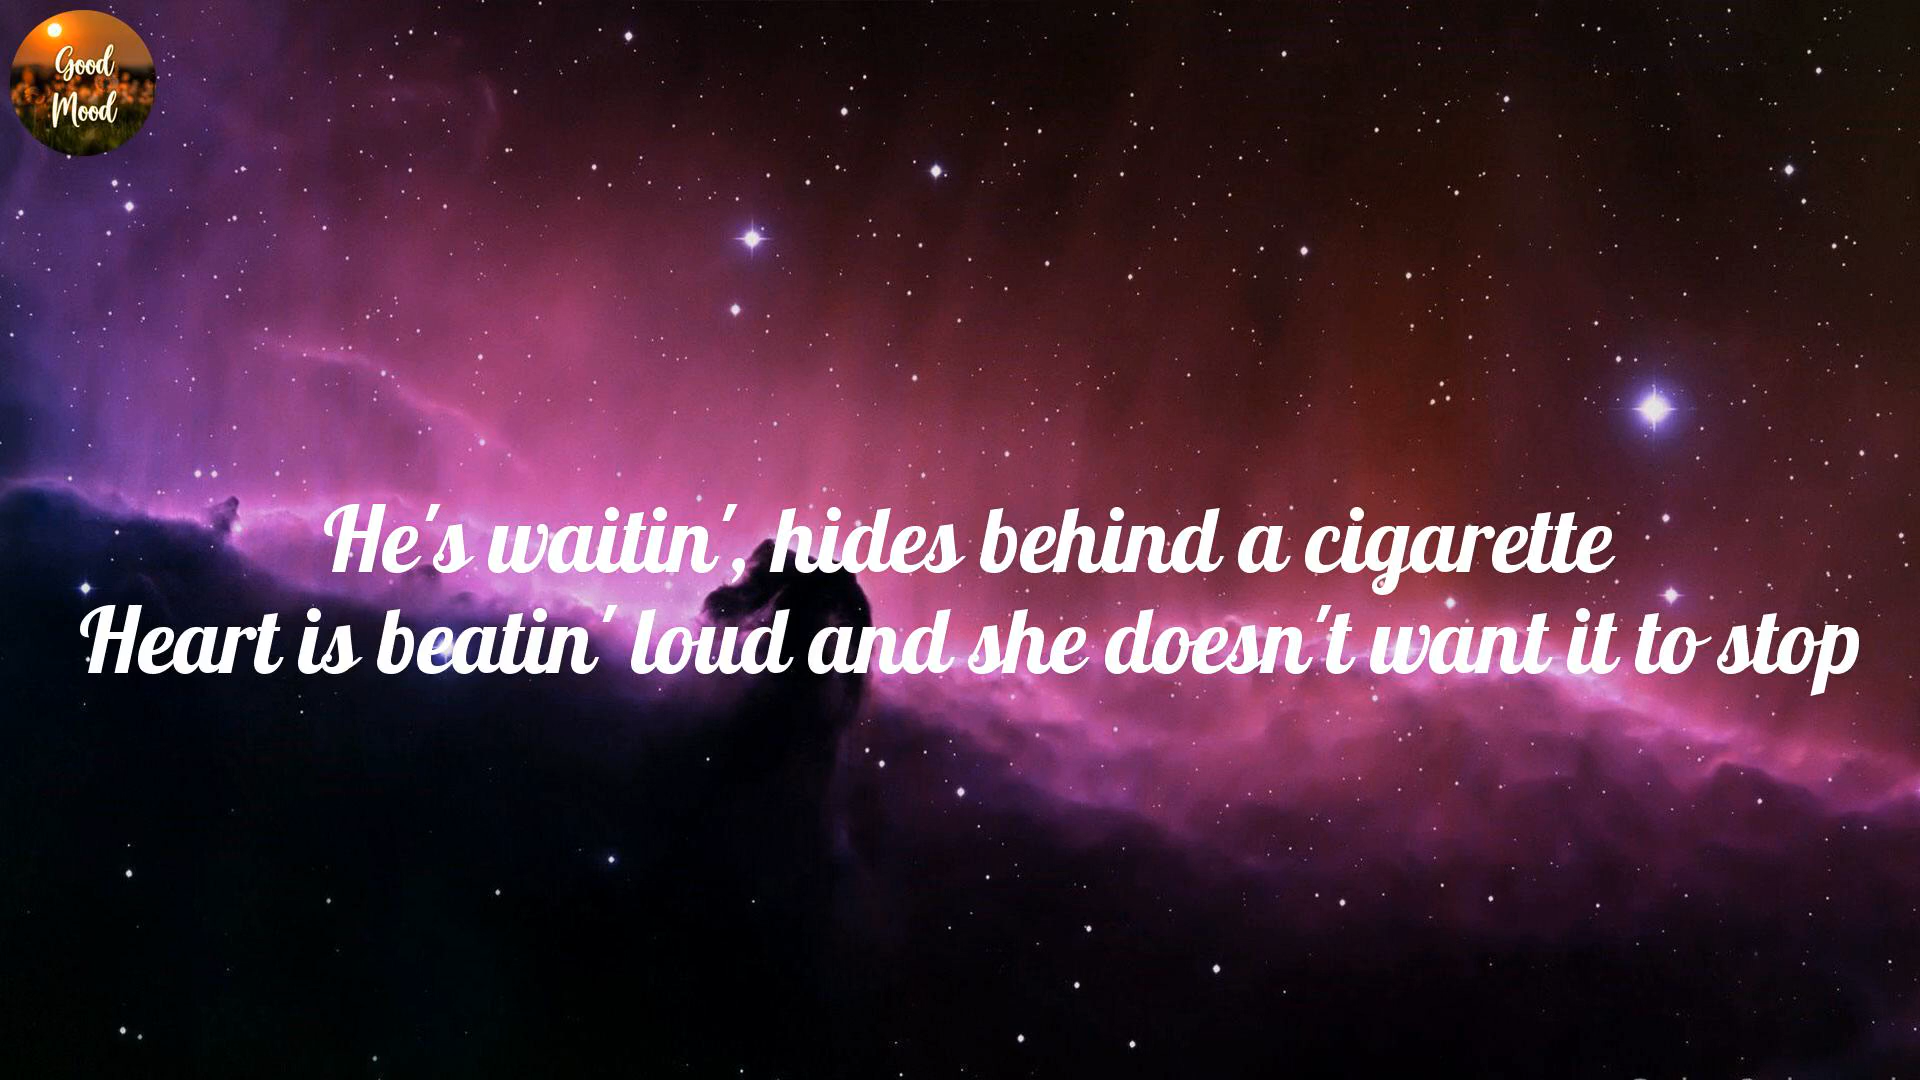 Good
Mood
He's waitin', hides behind a cigarette
Heart is beatin' loud and she doesn't want it to stop